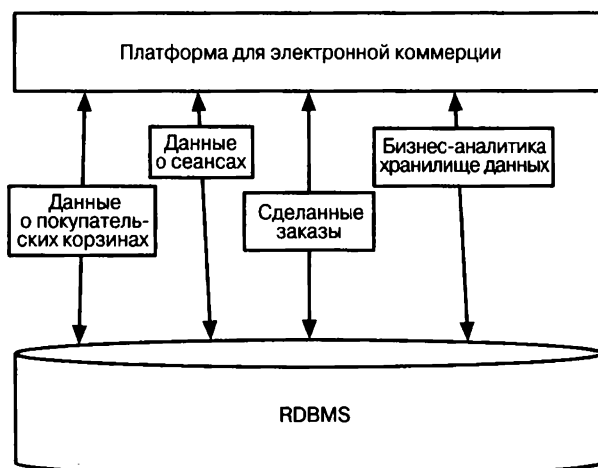 Платформа для электронной коммерции
Данные
о сеансах
Бизнес-аналитика
хранилище данных
Данные
о покупатель-
ских корзинах
Сделанные
заказы
RDBMS